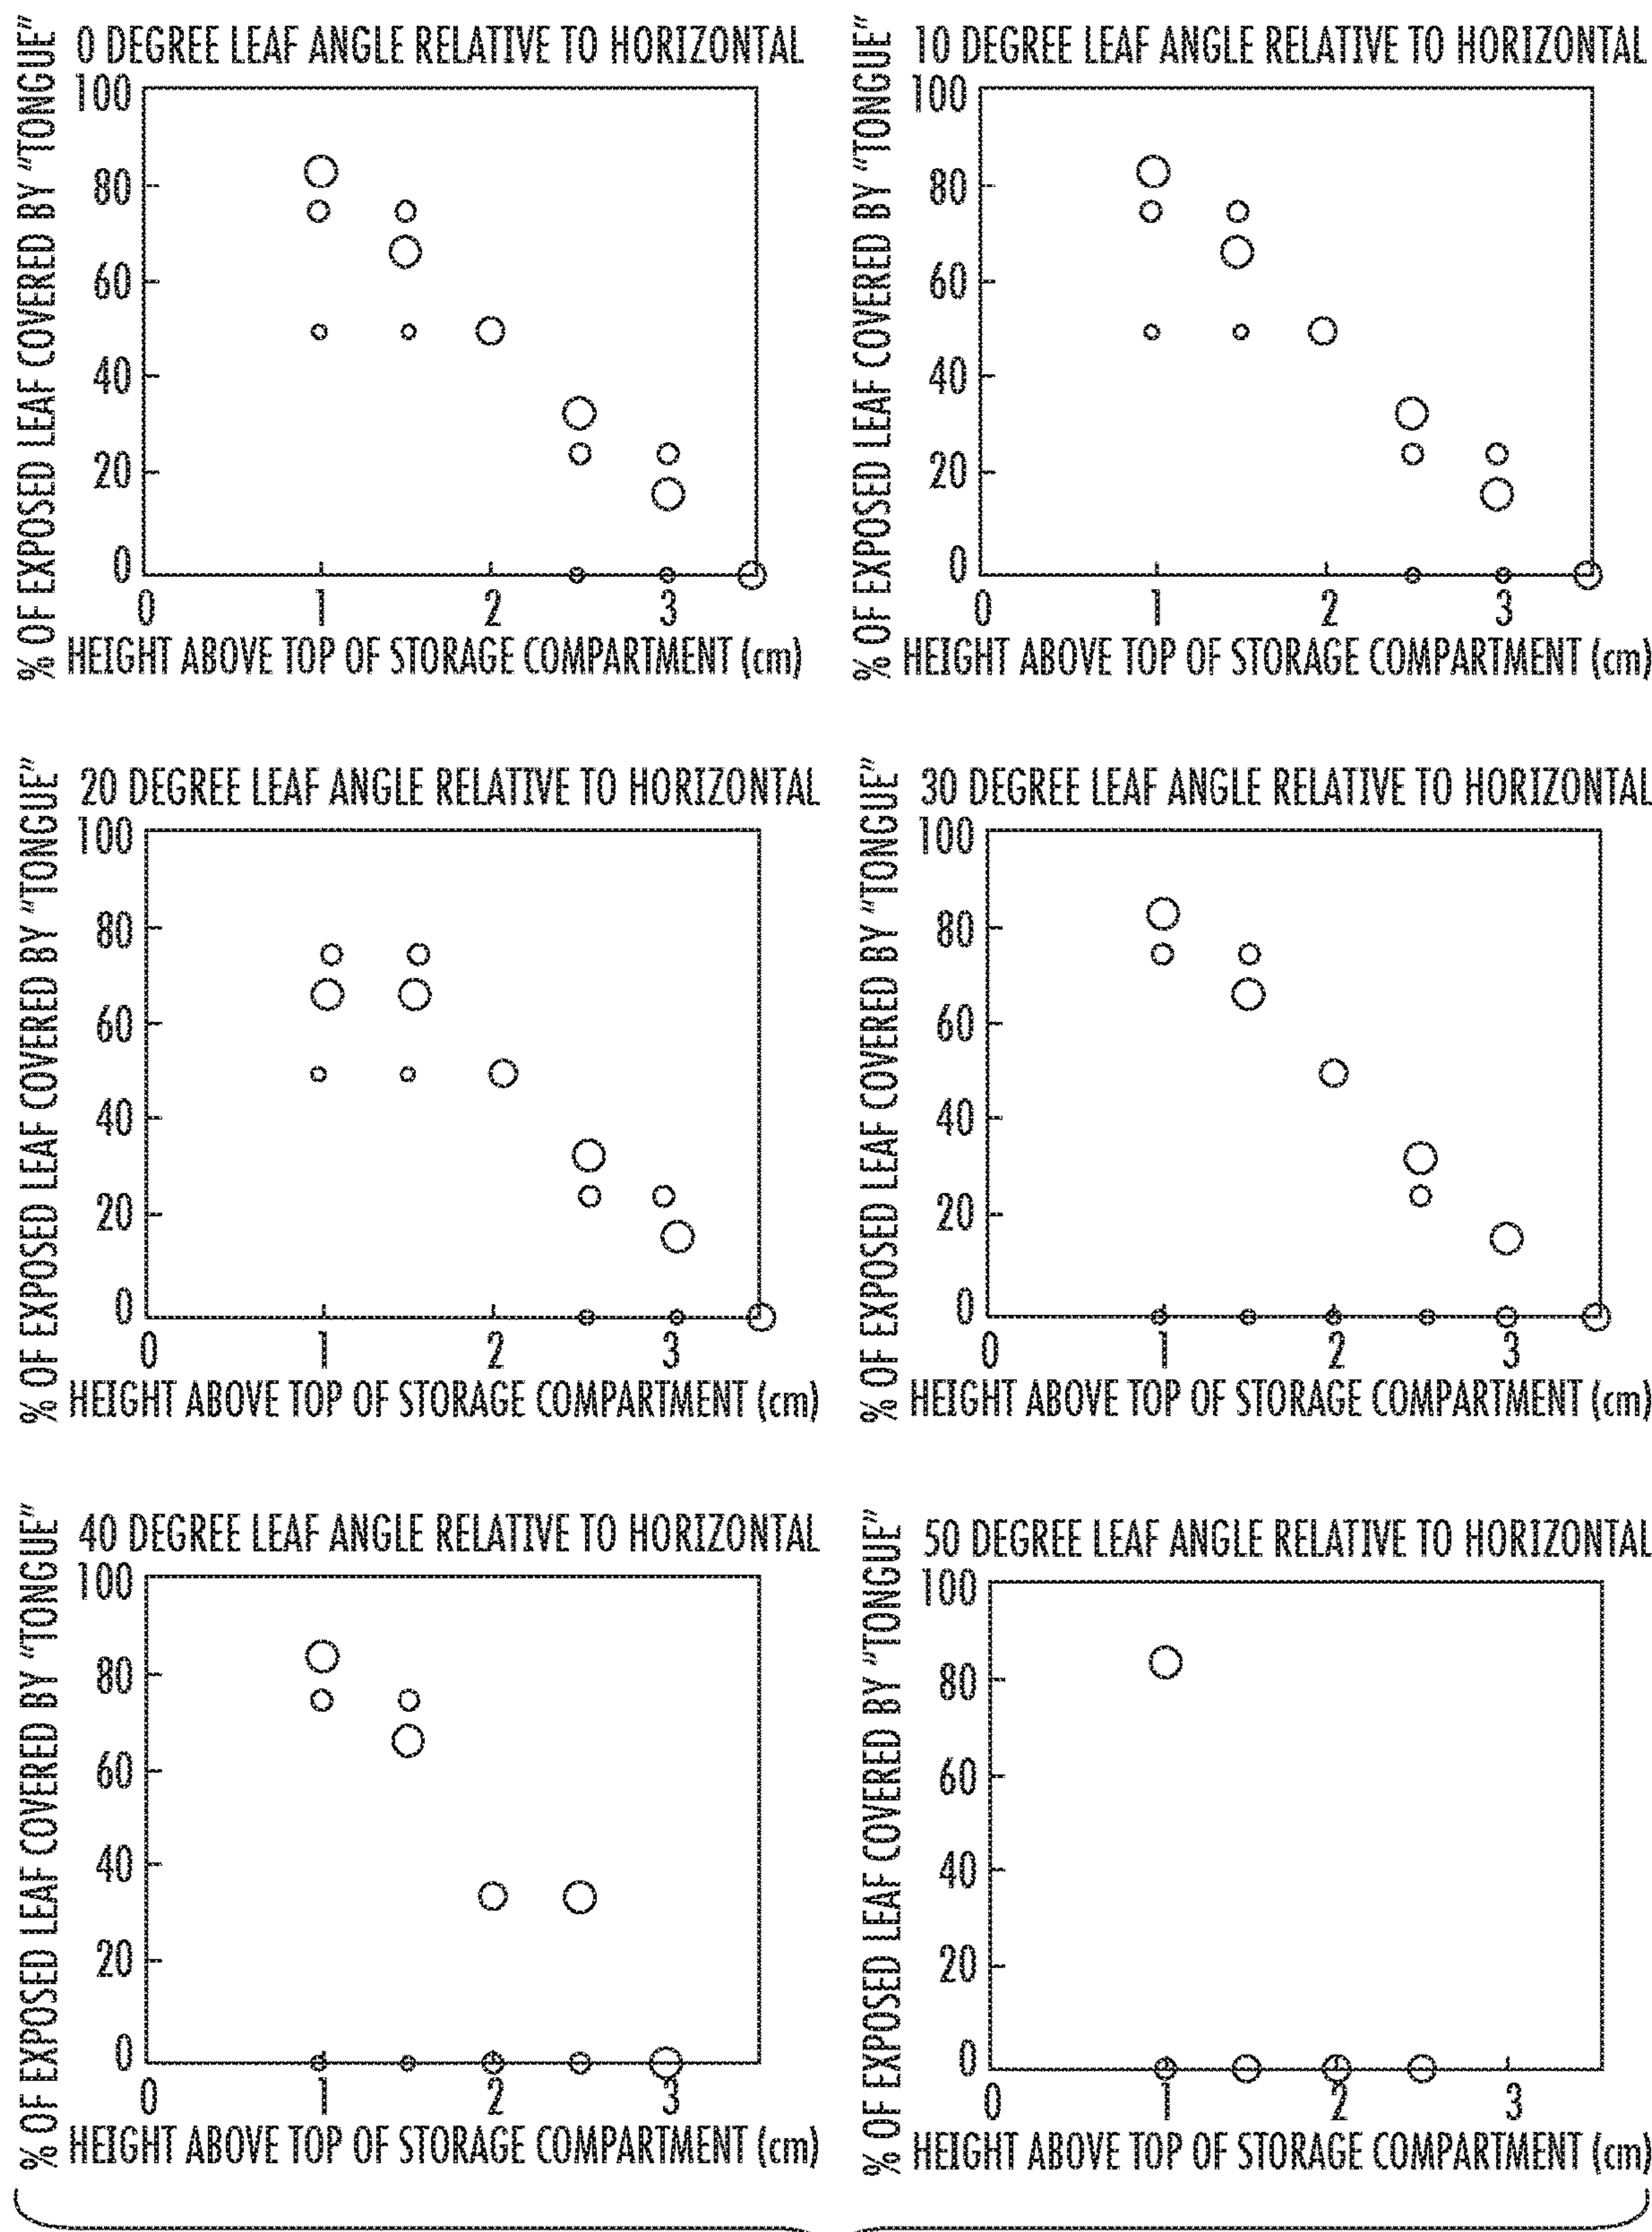 0 DEGREE LEAF ANGLE RELATIVE TO HORIZONTAL
% OF EXPOSED LEAF COVERED BY "TONGUE"
100
80
60
40
20
0
0 1 2 3
HEIGHT ABOVE TOP OF STORAGE COMPARTMENT (cm)
10 DEGREE LEAF ANGLE RELATIVE TO HORIZONTAL
% OF EXPOSED LEAF COVERED BY "TONGUE"
100
80
60
40
20
0
0 1 2 3
HEIGHT ABOVE TOP OF STORAGE COMPARTMENT (cm)
20 DEGREE LEAF ANGLE RELATIVE TO HORIZONTAL
% OF EXPOSED LEAF COVERED BY "TONGUE"
100
80
60
40
20
0
0 1 2 3
HEIGHT ABOVE TOP OF STORAGE COMPARTMENT (cm)
30 DEGREE LEAF ANGLE RELATIVE TO HORIZONTAL
% OF EXPOSED LEAF COVERED BY "TONGUE"
100
80
60
40
20
0
0 1 2 3
HEIGHT ABOVE TOP OF STORAGE COMPARTMENT (cm)
40 DEGREE LEAF ANGLE RELATIVE TO HORIZONTAL
% OF EXPOSED LEAF COVERED BY "TONGUE"
100
80
60
40
20
0
0 1 2 3
HEIGHT ABOVE TOP OF STORAGE COMPARTMENT (cm)
50 DEGREE LEAF ANGLE RELATIVE TO HORIZONTAL
% OF EXPOSED LEAF COVERED BY "TONGUE"
100
80
60
40
20
0
0 1 2 3
HEIGHT ABOVE TOP OF STORAGE COMPARTMENT (cm)